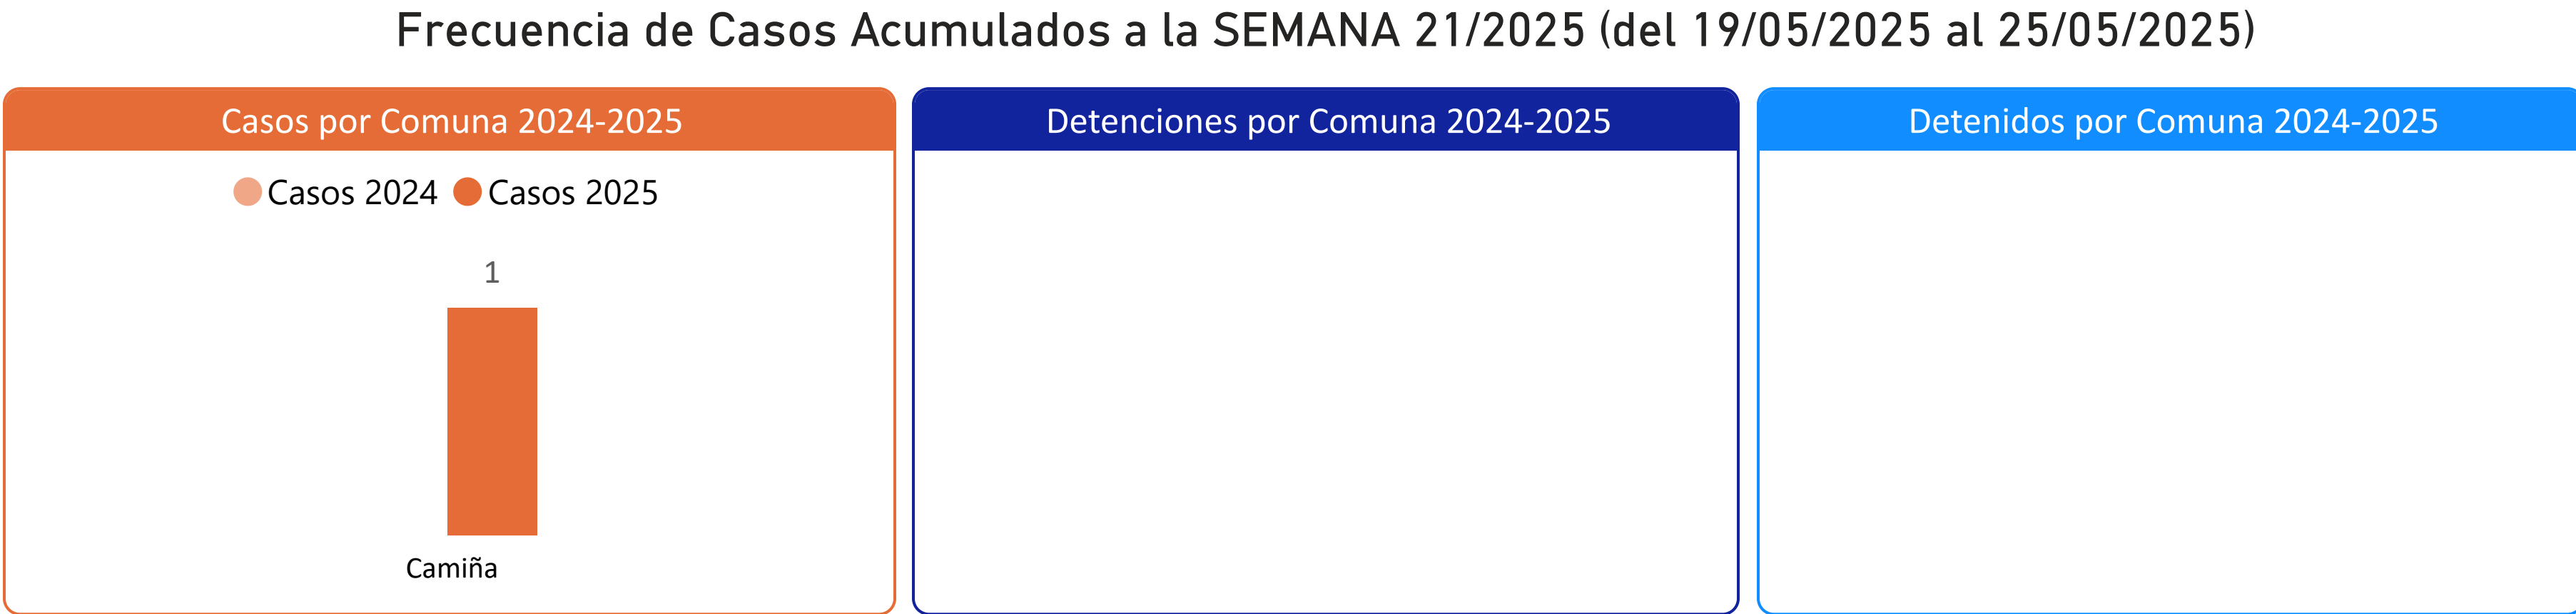 Frecuencia de Casos Acumulados a la SEMANA 21/2025 (del 19/05/2025 al 25/05/2025)
Casos por Comuna 2024-2025
Casos 2024 Casos 2025
1
Camiña
Detenciones por Comuna 2024-2025
Detenidos por Comuna 2024-2025